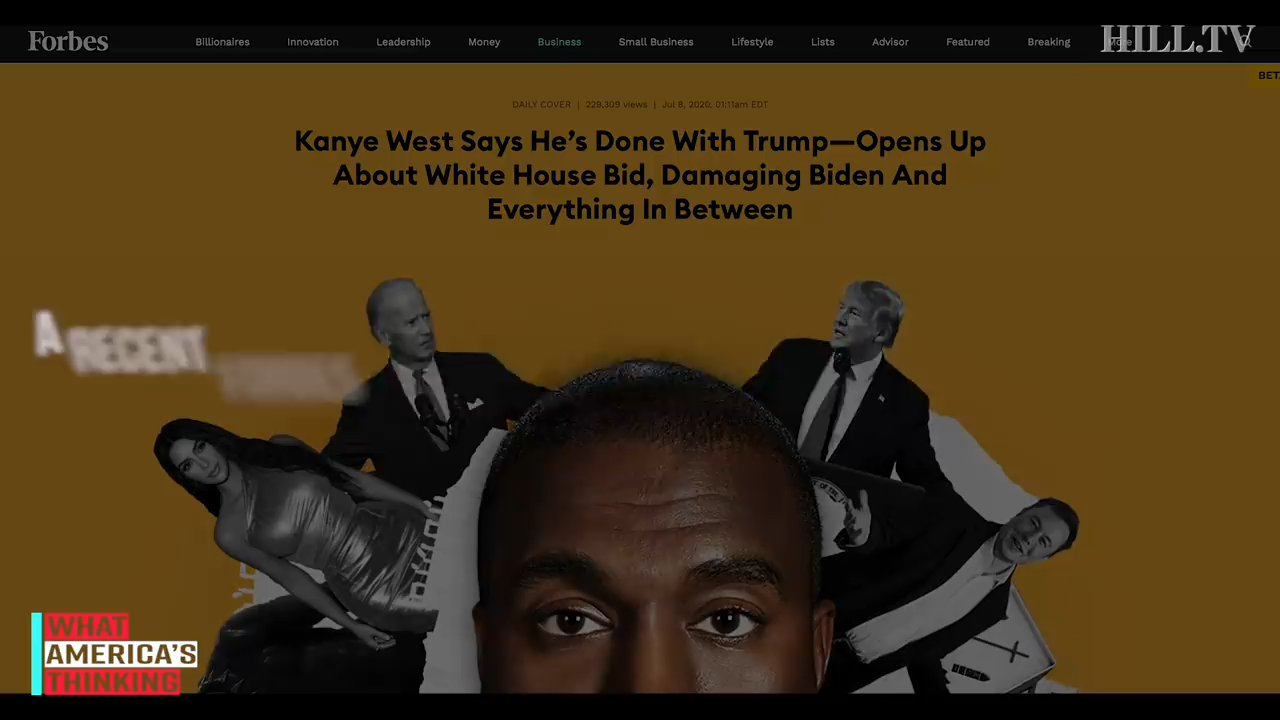 Forbes
Billionaires Innovation Leadership Money Business Small Business Lifestyle Lists Advisor Featured Breaking More
HILL.TV
BET
DAILY COVER | 229,309 views | Jul 8, 2020, 01:11am EDT
Kanye West Says He’s Done With Trump—Opens Up
About White House Bid, Damaging Biden And
Everything In Between
A RECENT
WHAT
AMERICA'S
THINKING